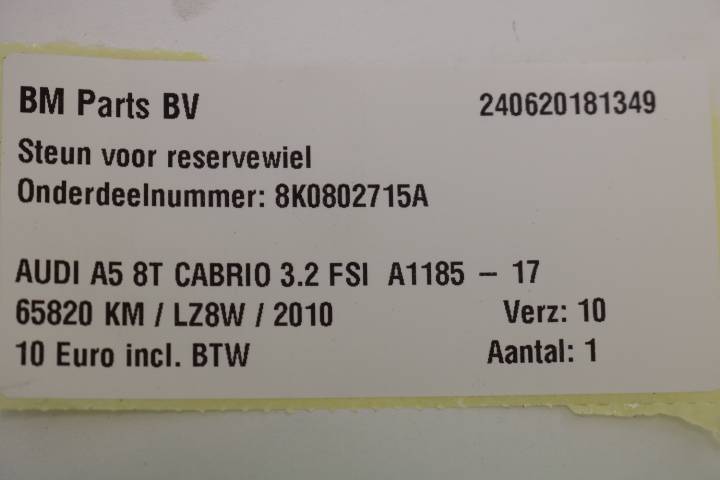 BM Parts BV 240620181349
Steun voor reservewiel
Onderdeelnummer: 8K0802715A
AUDI A5 8T CABRIO 3.2 FSI A1185 - 17
65820 KM / LZ8W / 2010 Verz: 10
10 Euro incl. BTW Aantal: 1